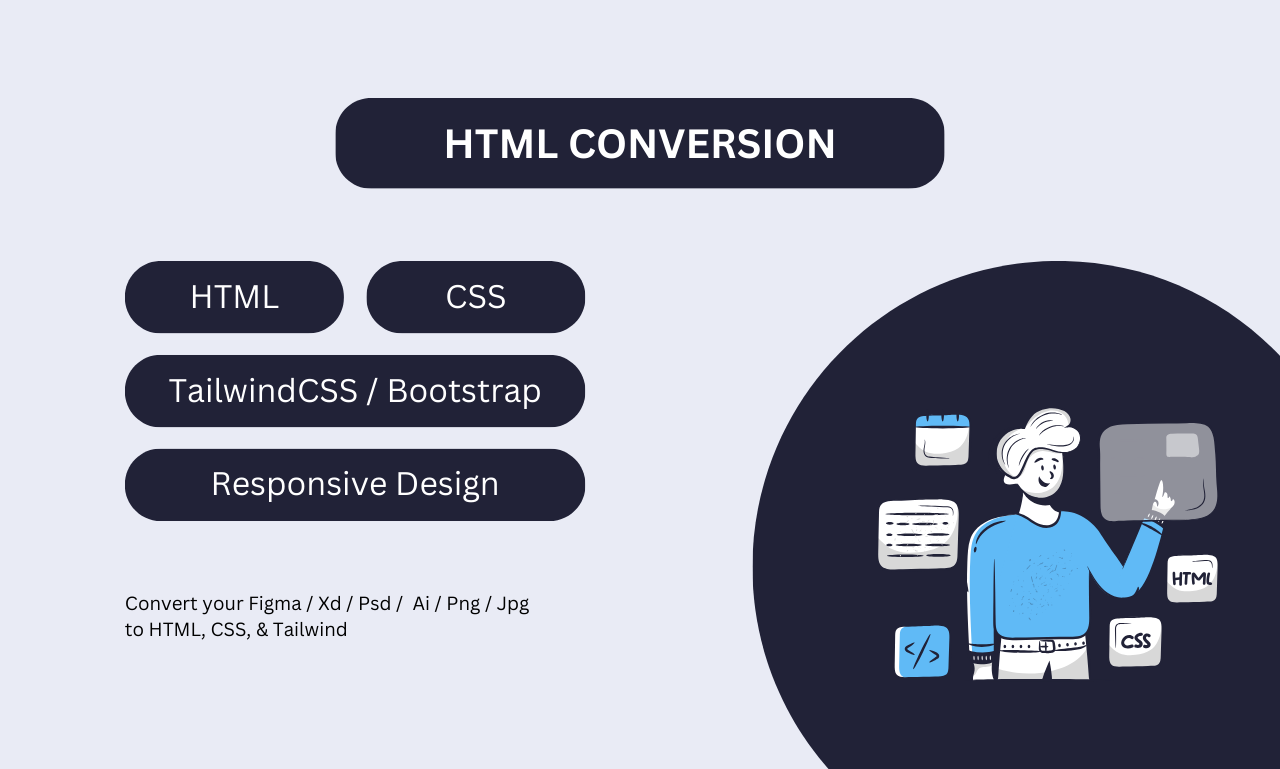 HTML CONVERSION
HTML
CSS
TailwindCSS / Bootstrap
Responsive Design
Convert your Figma / Xd / Psd /  Ai / Png / Jpg
to HTML, CSS, & Tailwind
</>
HTML
CSS